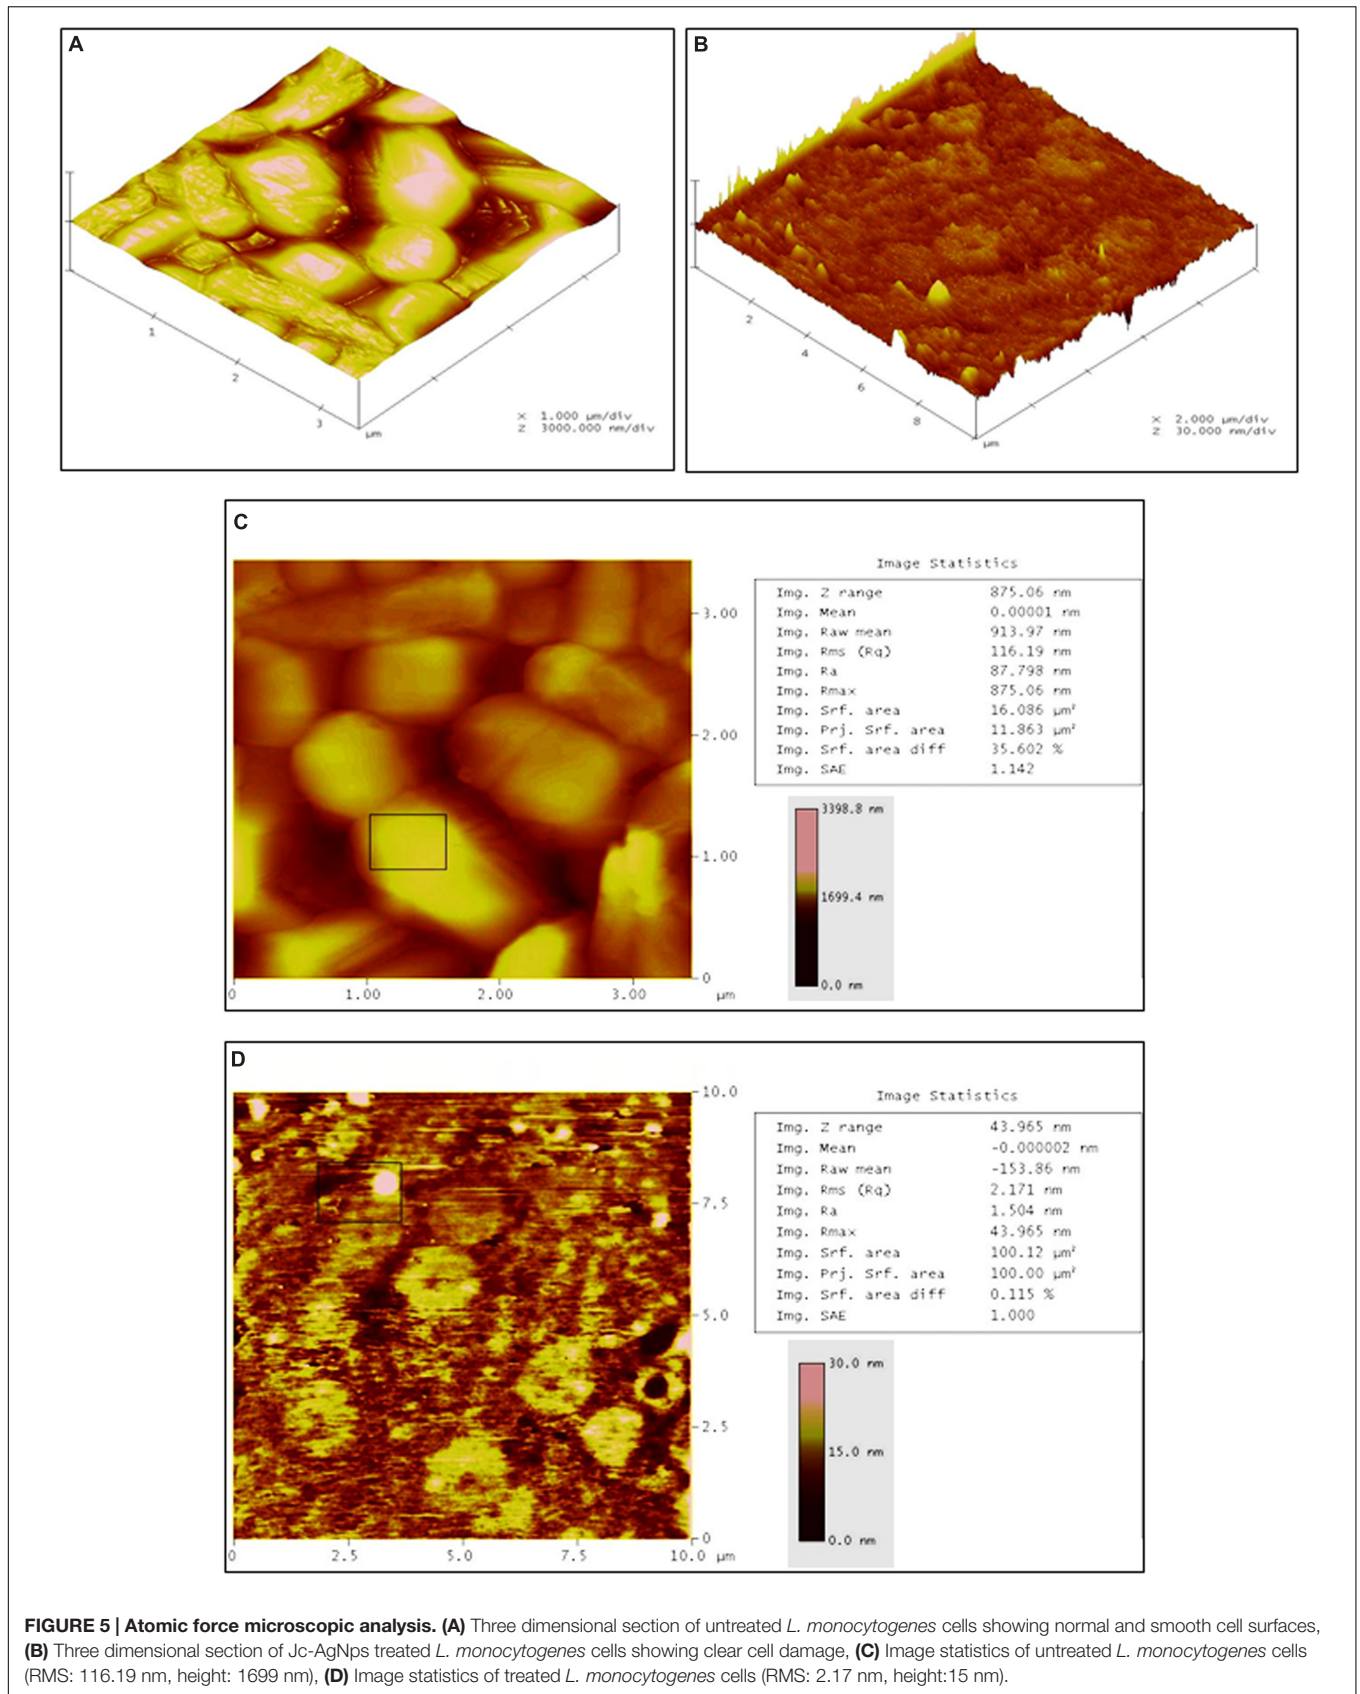 A
B
1
2
3
μm
X 1.000 μm/div
Z 3000.000 nm/div
2
4
6
8
μm
X 2.000 μm/div
Z 30.000 nm/div
C
Image Statistics
Img. Z range 875.06 nm
Img. Mean 0.00001 nm
Img. Raw mean 913.97 nm
Img. Rms (Rq) 116.19 nm
Img. Ra 87.798 nm
Img. Rmax 875.06 nm
Img. Srf. area 16.086 μm²
Img. Prj. Srf. area 11.863 μm²
Img. Srf. area diff 35.602 %
Img. SAE 1.142
3.00
2.00
1.00
0
0 1.00 2.00 3.00 μm
3398.8 nm
1699.4 nm
0.0 nm
D
Image Statistics
Img. Z range 43.965 nm
Img. Mean -0.000002 nm
Img. Raw mean -153.86 nm
Img. Rms (Rq) 2.171 nm
Img. Ra 1.504 nm
Img. Rmax 43.965 nm
Img. Srf. area 100.12 μm²
Img. Prj. Srf. area 100.00 μm²
Img. Srf. area diff 0.115 %
Img. SAE 1.000
10.0
7.5
5.0
2.5
0
0 2.5 5.0 7.5 10.0 μm
30.0 nm
15.0 nm
0.0 nm
FIGURE 5 | Atomic force microscopic analysis. (A) Three dimensional section of untreated L. monocytogenes cells showing normal and smooth cell surfaces,
(B) Three dimensional section of Jc-AgNps treated L. monocytogenes cells showing clear cell damage, (C) Image statistics of untreated L. monocytogenes cells
(RMS: 116.19 nm, height: 1699 nm), (D) Image statistics of treated L. monocytogenes cells (RMS: 2.17 nm, height:15 nm).